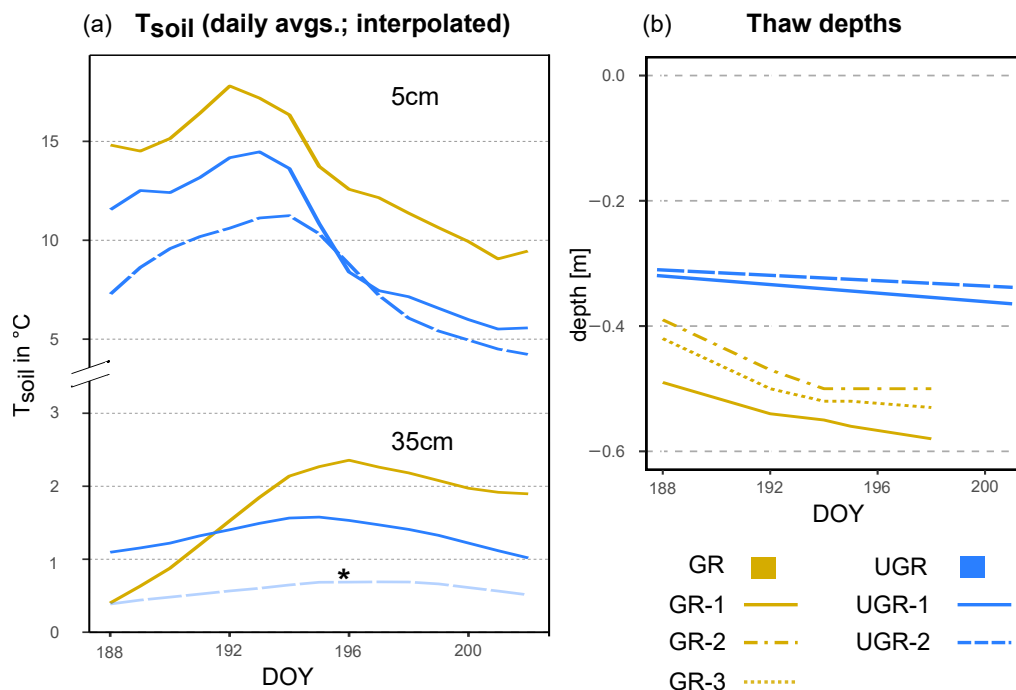 (a) Tsoil (daily avgs.; interpolated)
5cm
15
10
5
Tsoil in °C
3
35cm
2
1
*
0
188 192 196 200
DOY
(b) Thaw depths
0.0
−0.2
depth [m]
−0.4
−0.6
188 192 196 200
DOY
GR UGR
GR-1 UGR-1
GR-2 UGR-2
GR-3